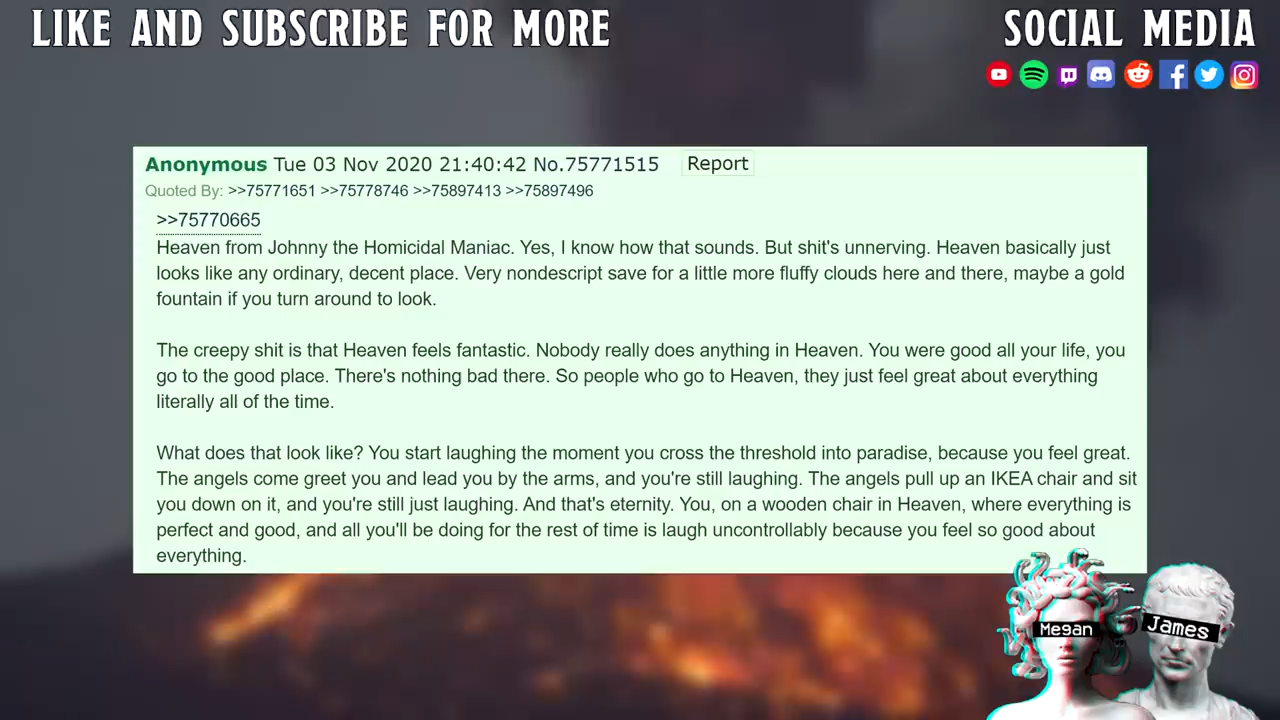 LIKE AND SUBSCRIBE FOR MORE
SOCIAL MEDIA
Anonymous Tue 03 Nov 2020 21:40:42 No.75771515 Report
Quoted By: >>75771651 >>75778746 >>75897413 >>75897496
>>75770665
Heaven from Johnny the Homicidal Maniac. Yes, I know how that sounds. But shit's unnerving. Heaven basically just
looks like any ordinary, decent place. Very nondescript save for a little more fluffy clouds here and there, maybe a gold
fountain if you turn around to look.
The creepy shit is that Heaven feels fantastic. Nobody really does anything in Heaven. You were good all your life, you
go to the good place. There's nothing bad there. So people who go to Heaven, they just feel great about everything
literally all of the time.
What does that look like? You start laughing the moment you cross the threshold into paradise, because you feel great.
The angels come greet you and lead you by the arms, and you're still laughing. The angels pull up an IKEA chair and sit
you down on it, and you're still just laughing. And that's eternity. You, on a wooden chair in Heaven, where everything is
perfect and good, and all you'll be doing for the rest of time is laugh uncontrollably because you feel so good about
everything.
Megan
James